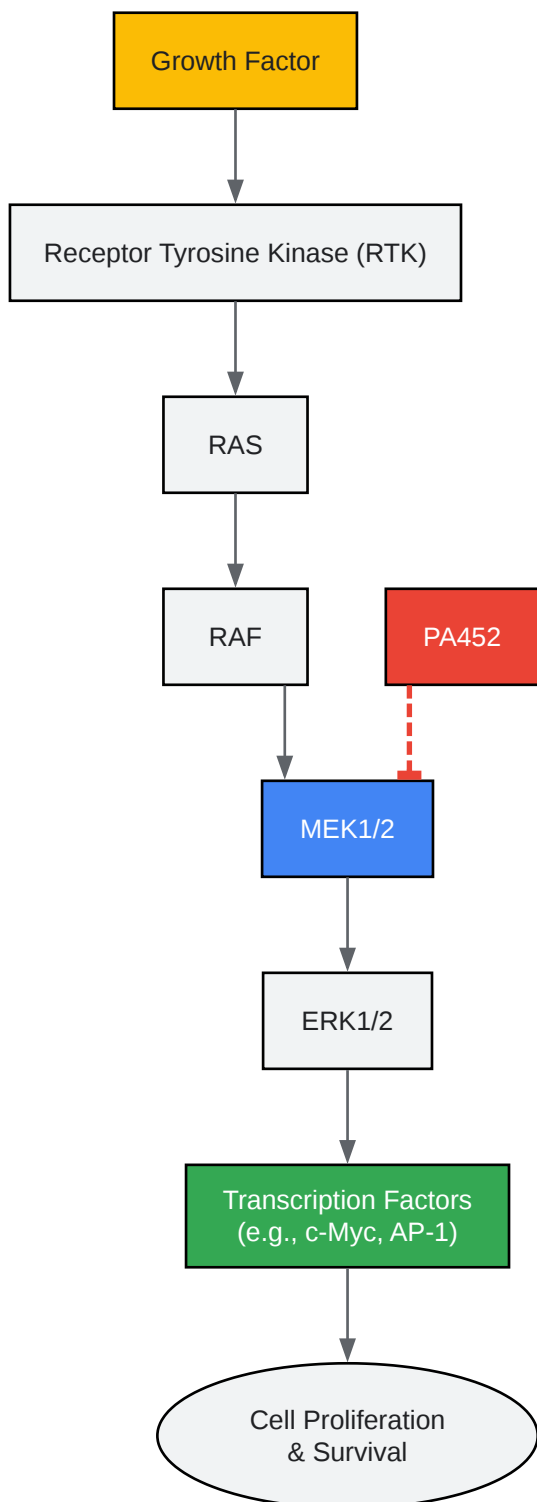 Growth Factor
Receptor Tyrosine Kinase (RTK)
RAS
RAF
PA452
MEK1/2
ERK1/2
Transcription Factors
(e.g., c-Myc, AP-1)
Cell Proliferation
& Survival